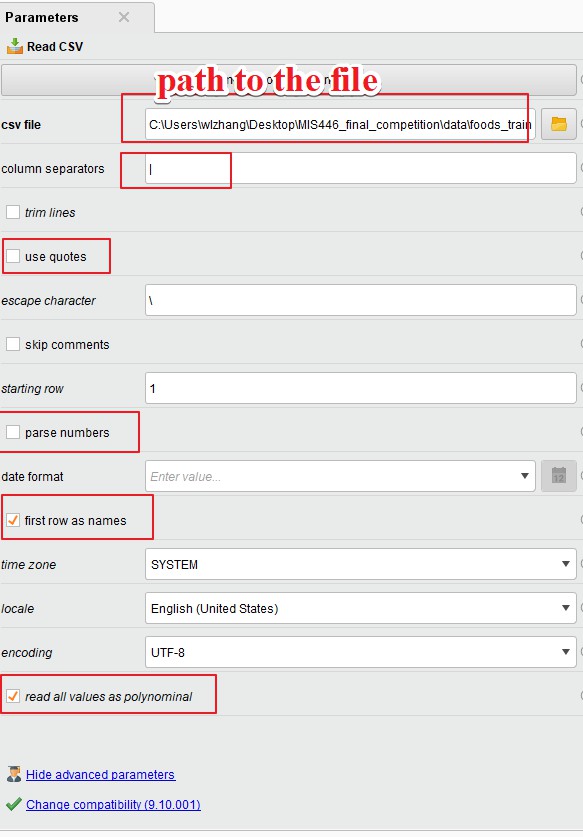 Parameters
Read CSV
path to the file
csv file C:\Users\wlzhang\Desktop\MIS446_final_competition\data\foods_train
column separators |
trim lines
use quotes
escape character \
skip comments
starting row 1
parse numbers
date format Enter value...
12
first row as names
time zone SYSTEM
locale English (United States)
encoding UTF-8
read all values as polynominal
Hide advanced parameters
Change compatibility (9.10.001)